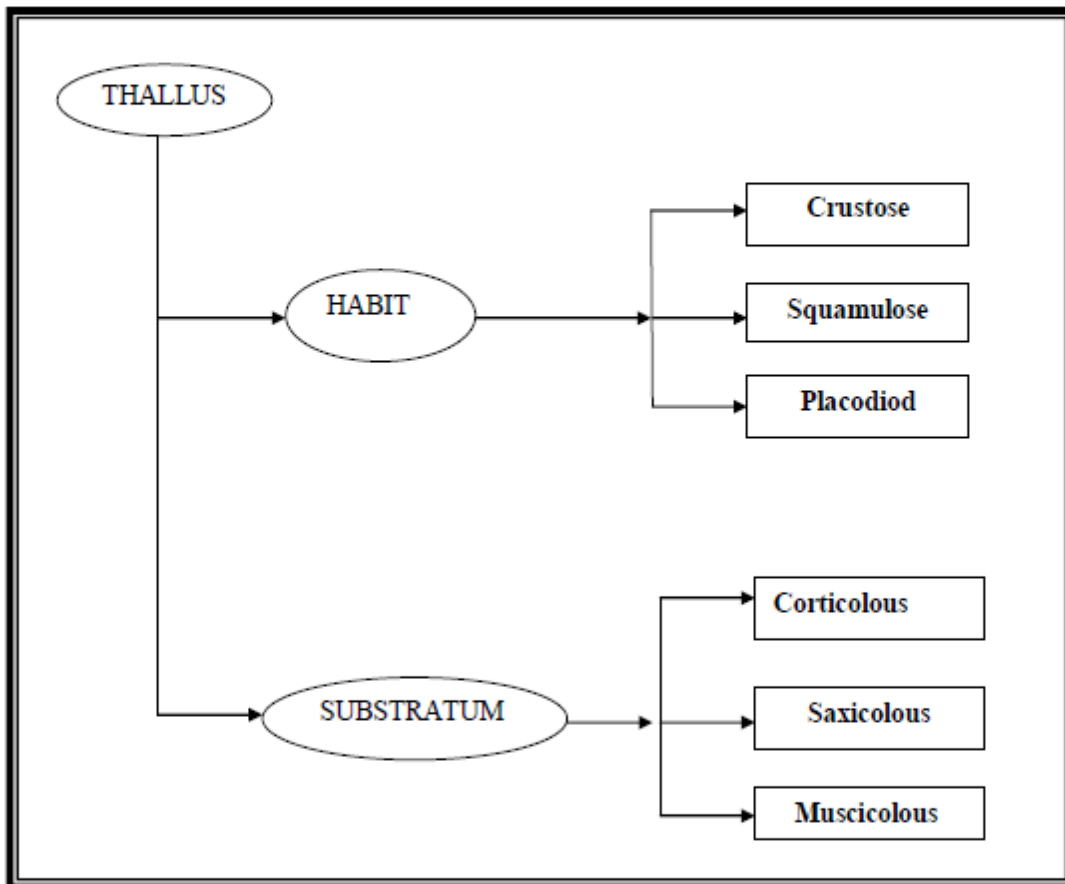 THALLUS
Crustose
HABIT
Squamulose
Placodiod
Corticolous
SUBSTRATUM
Saxicolous
Muscicolous